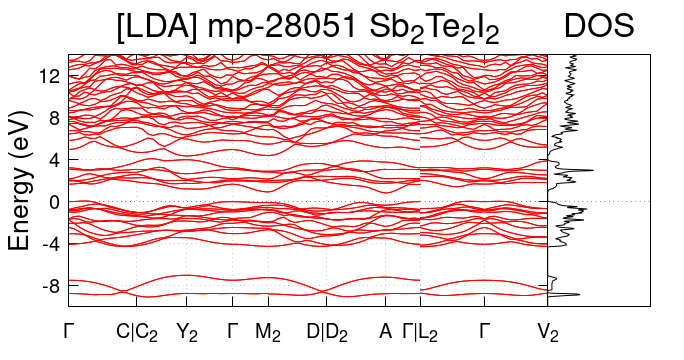 [LDA] mp-28051 Sb₂Te₂I₂ DOS
Energy (eV)
12
8
4
0
-4
-8
Γ C|C₂ Y₂ Γ M₂ D|D₂ A Γ|L₂ Γ V₂